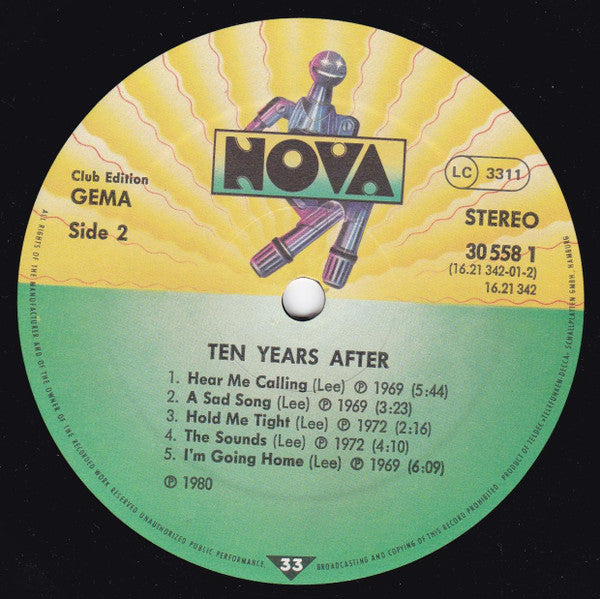 NOVA
Club Edition
GEMA
Side 2
LC 3311
STEREO
30 558 1
(16.21 342-01-2)
16.21 342
TEN YEARS AFTER
1. Hear Me Calling (Lee) ℗ 1969 (5:44)
2. A Sad Song (Lee) ℗ 1969 (3:23)
3. Hold Me Tight (Lee) ℗ 1972 (2:16)
4. The Sounds (Lee) ℗ 1972 (4:10)
5. I'm Going Home (Lee) ℗ 1969 (6:09)
℗ 1980
33
ALL RIGHTS OF THE MANUFACTURER AND OF THE OWNER OF THE RECORDED WORK RESERVED UNAUTHORIZED PUBLIC PERFORMANCE, BROADCASTING AND COPYING OF THIS RECORD PROHIBITED. PRODUCT OF TELDEC »TELEFUNKEN-DECCA« SCHALLPLATTEN GMBH, HAMBURG